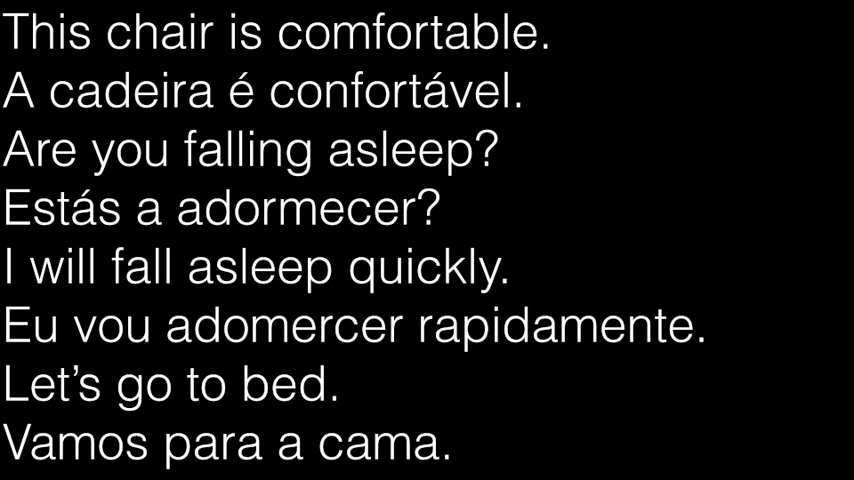 This chair is comfortable.
A cadeira é confortável.
Are you falling asleep?
Estás a adormecer?
I will fall asleep quickly.
Eu vou adomercer rapidamente.
Let’s go to bed.
Vamos para a cama.